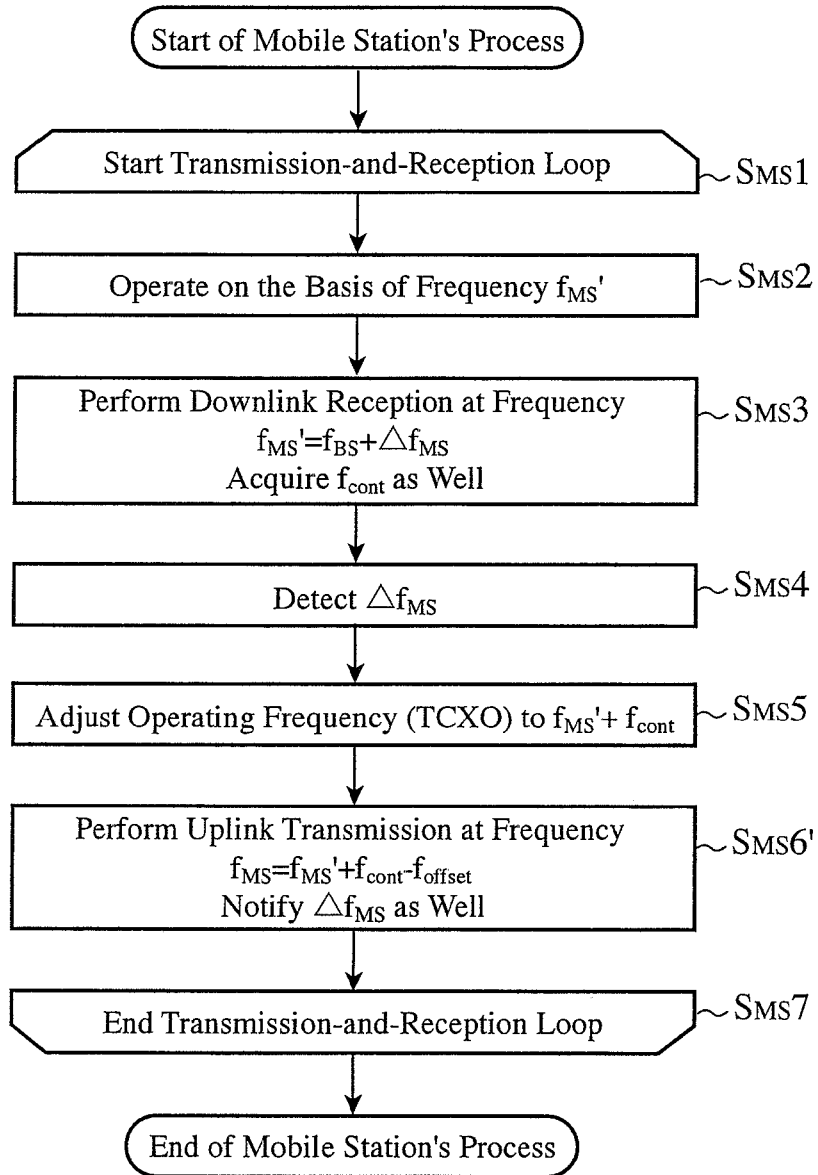 Start of Mobile Station's Process
Start Transmission-and-Reception Loop
SMS1
Operate on the Basis of Frequency fMS'
SMS2
Perform Downlink Reception at Frequency
fMS'=fBS+△fMS
Acquire fcont as Well
SMS3
Detect △fMS
SMS4
Adjust Operating Frequency (TCXO) to fMS'+ fcont
SMS5
Perform Uplink Transmission at Frequency
fMS=fMS'+fcont-foffset
Notify △fMS as Well
SMS6'
End Transmission-and-Reception Loop
SMS7
End of Mobile Station's Process